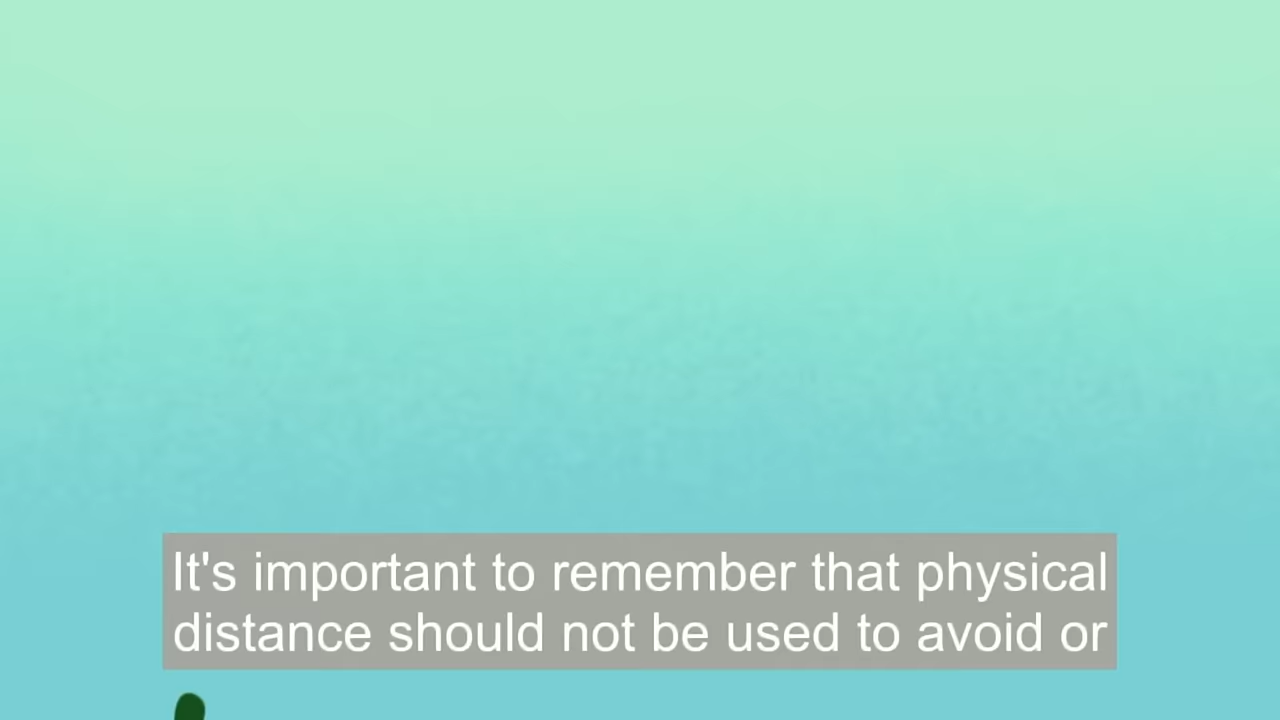 It's important to remember that physical
distance should not be used to avoid or